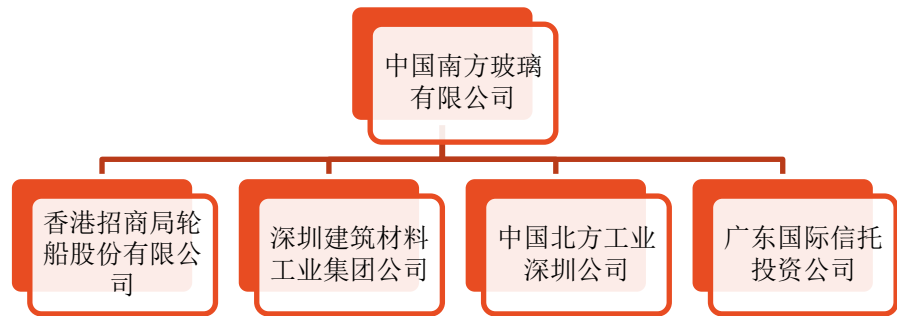 中国南方玻璃
有限公司
香港招商局轮
船股份有限公
司
深圳建筑材料
工业集团公司
中国北方工业
深圳公司
广东国际信托
投资公司